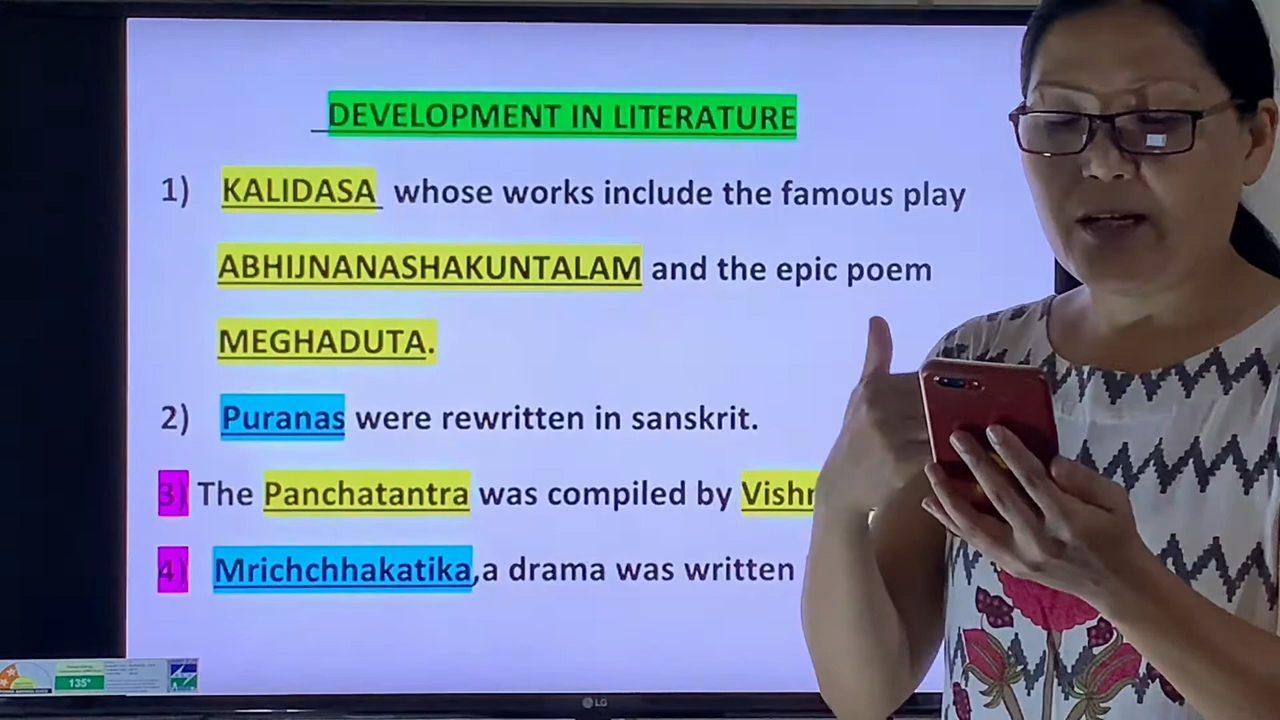 DEVELOPMENT IN LITERATURE
1) KALIDASA whose works include the famous play
ABHIJNANASHAKUNTALAM and the epic poem
MEGHADUTA.
2) Puranas were rewritten in sanskrit.
3) The Panchatantra was compiled by
4) Mrichchhakatika,a drama was written
135°
LG